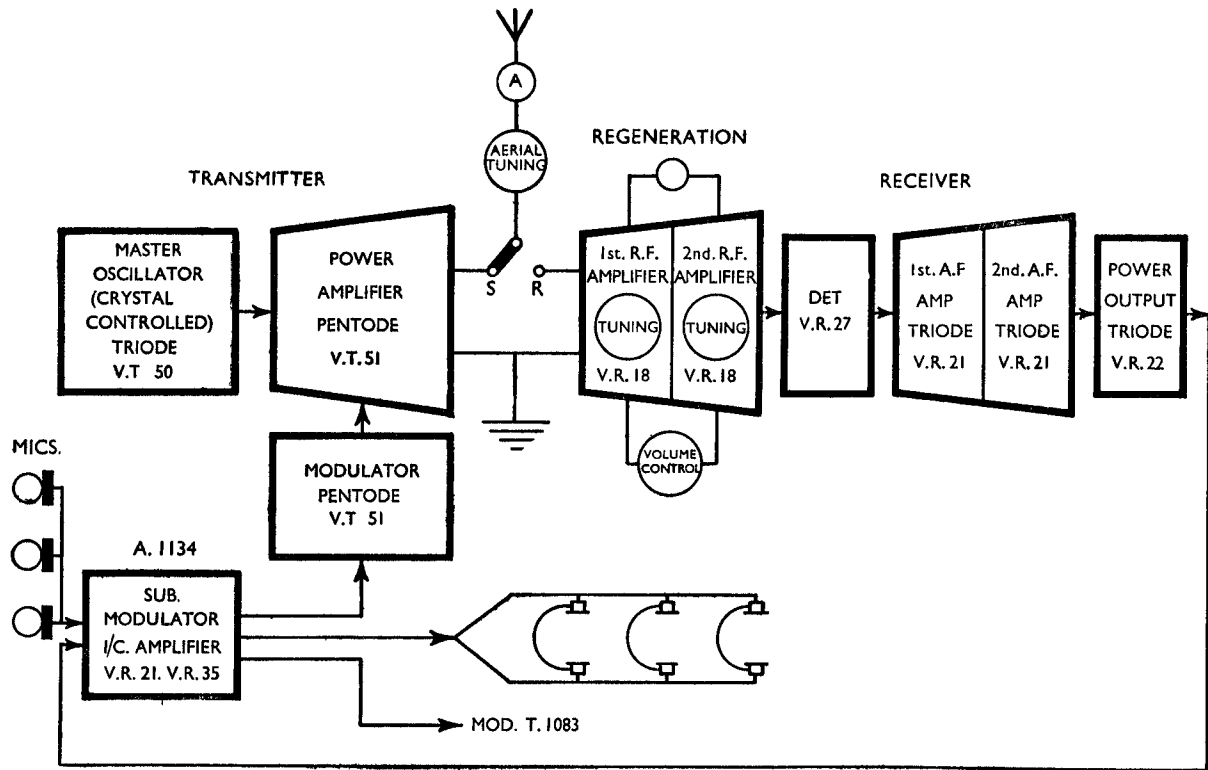 A
AERIAL
TUNING
REGENERATION
TRANSMITTER
RECEIVER
MASTER
OSCILLATOR
(CRYSTAL
CONTROLLED)
TRIODE
V.T 50
POWER
AMPLIFIER
PENTODE
V.T. 51
S
R
1st. R.F.
AMPLIFIER
TUNING
V.R. 18
2nd. R.F.
AMPLIFIER
TUNING
V.R. 18
DET
V.R. 27
1st. A.F
AMP
TRIODE
V.R. 21
2nd. A.F.
AMP
TRIODE
V.R. 21
POWER
OUTPUT
TRIODE
V.R. 22
VOLUME
CONTROL
MICS.
MODULATOR
PENTODE
V.T 51
A. 1134
SUB.
MODULATOR
I/C. AMPLIFIER
V.R. 21. V.R. 35
MOD. T. 1083